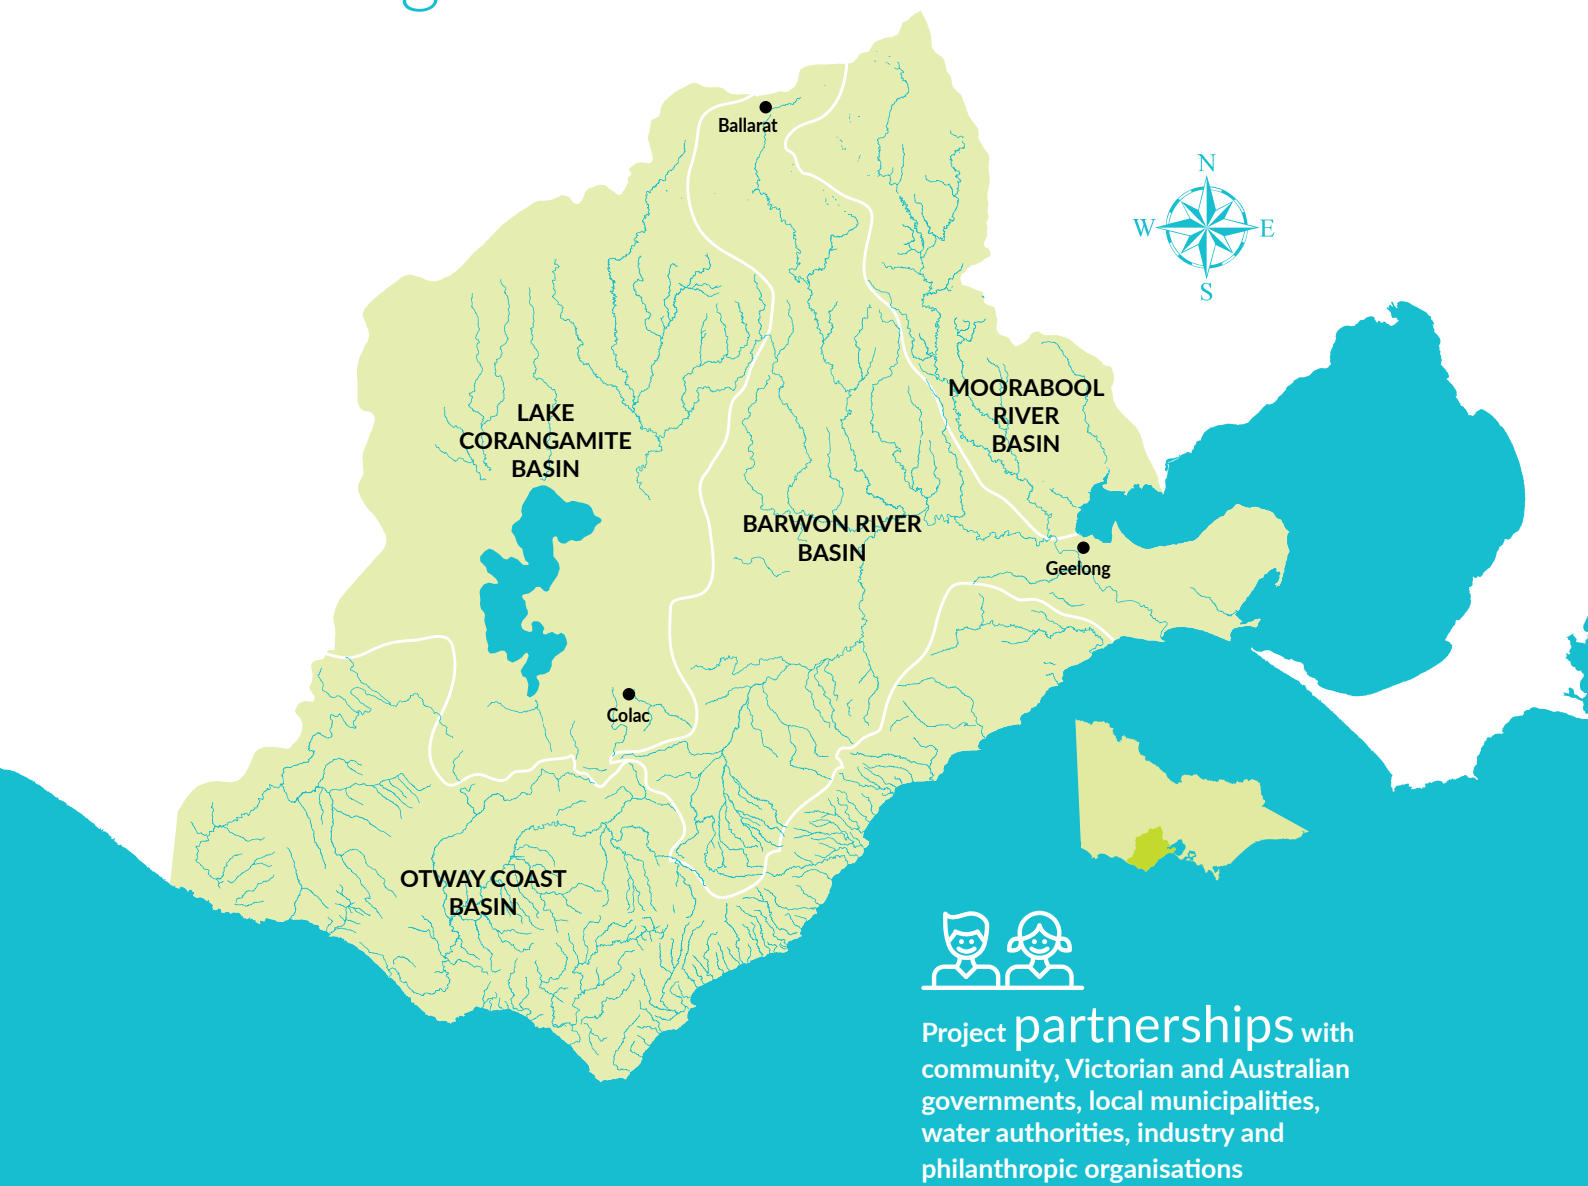 Ballarat
N
W
E
S
MOORABOOL
RIVER
BASIN
LAKE
CORANGAMITE
BASIN
BARWON RIVER
BASIN
Geelong
Colac
OTWAY COAST
BASIN
Project partnerships with
community, Victorian and Australian
governments, local municipalities,
water authorities, industry and
philanthropic organisations